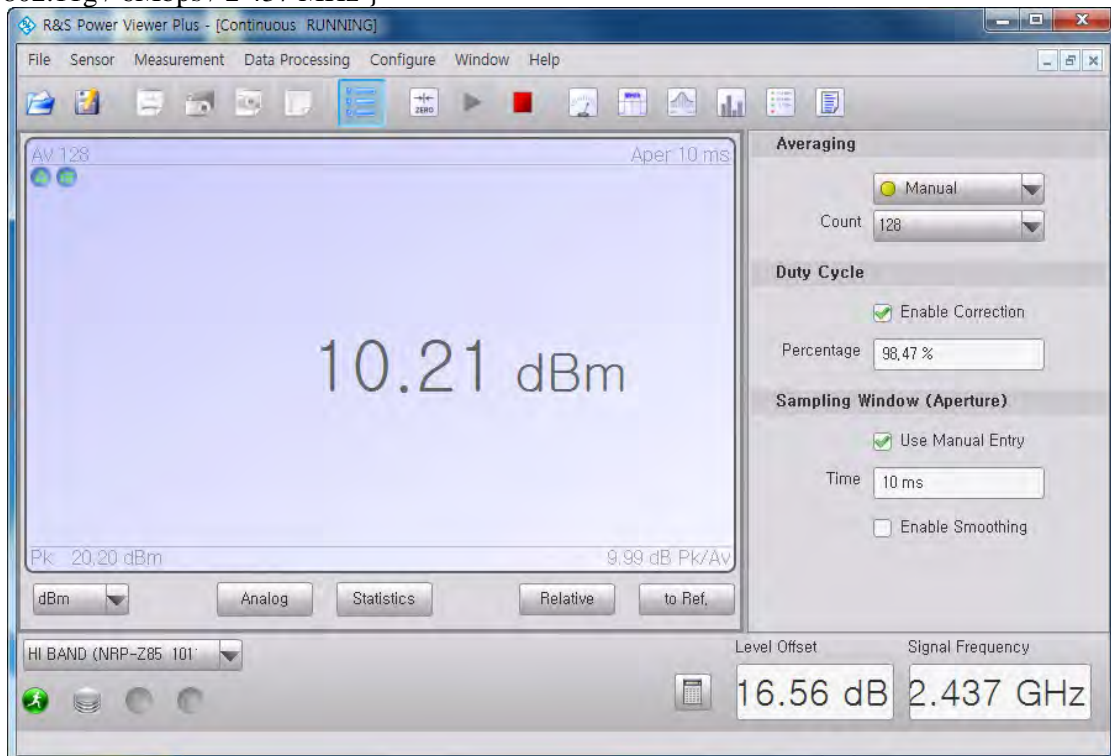 R&S Power Viewer Plus - [Continuous RUNNING]
File Sensor Measurement Data Processing Configure Window Help
ZERO
AV 128 Aper 10 ms
10.21 dBm
Pk 20,20 dBm 9,99 dB Pk/Av
dBm Analog Statistics Relative to Ref,
Averaging
Manual
Count 128
Duty Cycle
Enable Correction
Percentage 98,47 %
Sampling Window (Aperture)
Use Manual Entry
Time 10 ms
Enable Smoothing
HI BAND (NRP-Z85 101
Level Offset Signal Frequency
16.56 dB 2.437 GHz